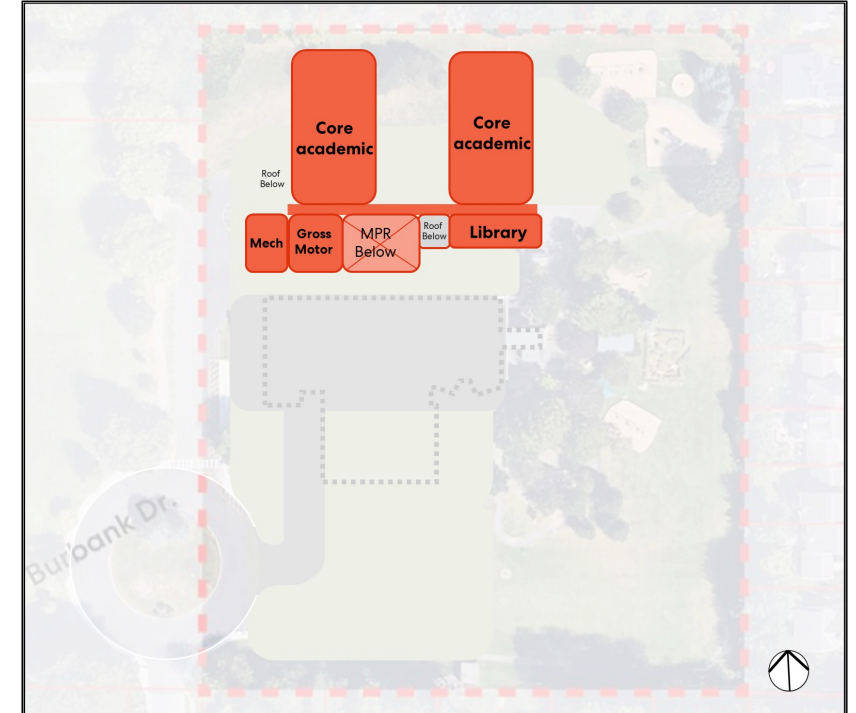 Core
academic
Core
academic
Roof
Below
Mech
Gross
Motor
MPR
Below
Roof
Below
Library
Burbank Dr.